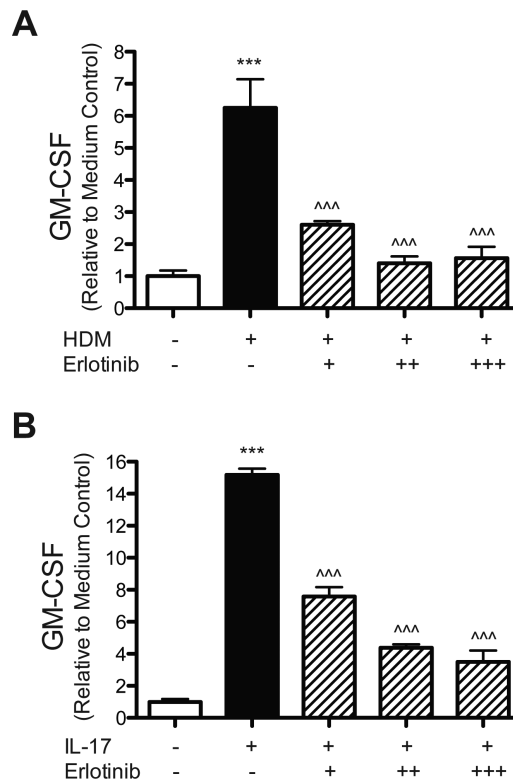 A
GM-CSF
(Relative to Medium Control)
8
7
6
5
4
3
2
1
0
***
^^^
^^^
^^^
HDM - + + + +
Erlotinib - - + ++ +++
B
GM-CSF
(Relative to Medium Control)
16
14
12
10
8
6
4
2
0
***
^^^
^^^
^^^
IL-17 - + + + +
Erlotinib - - + ++ +++